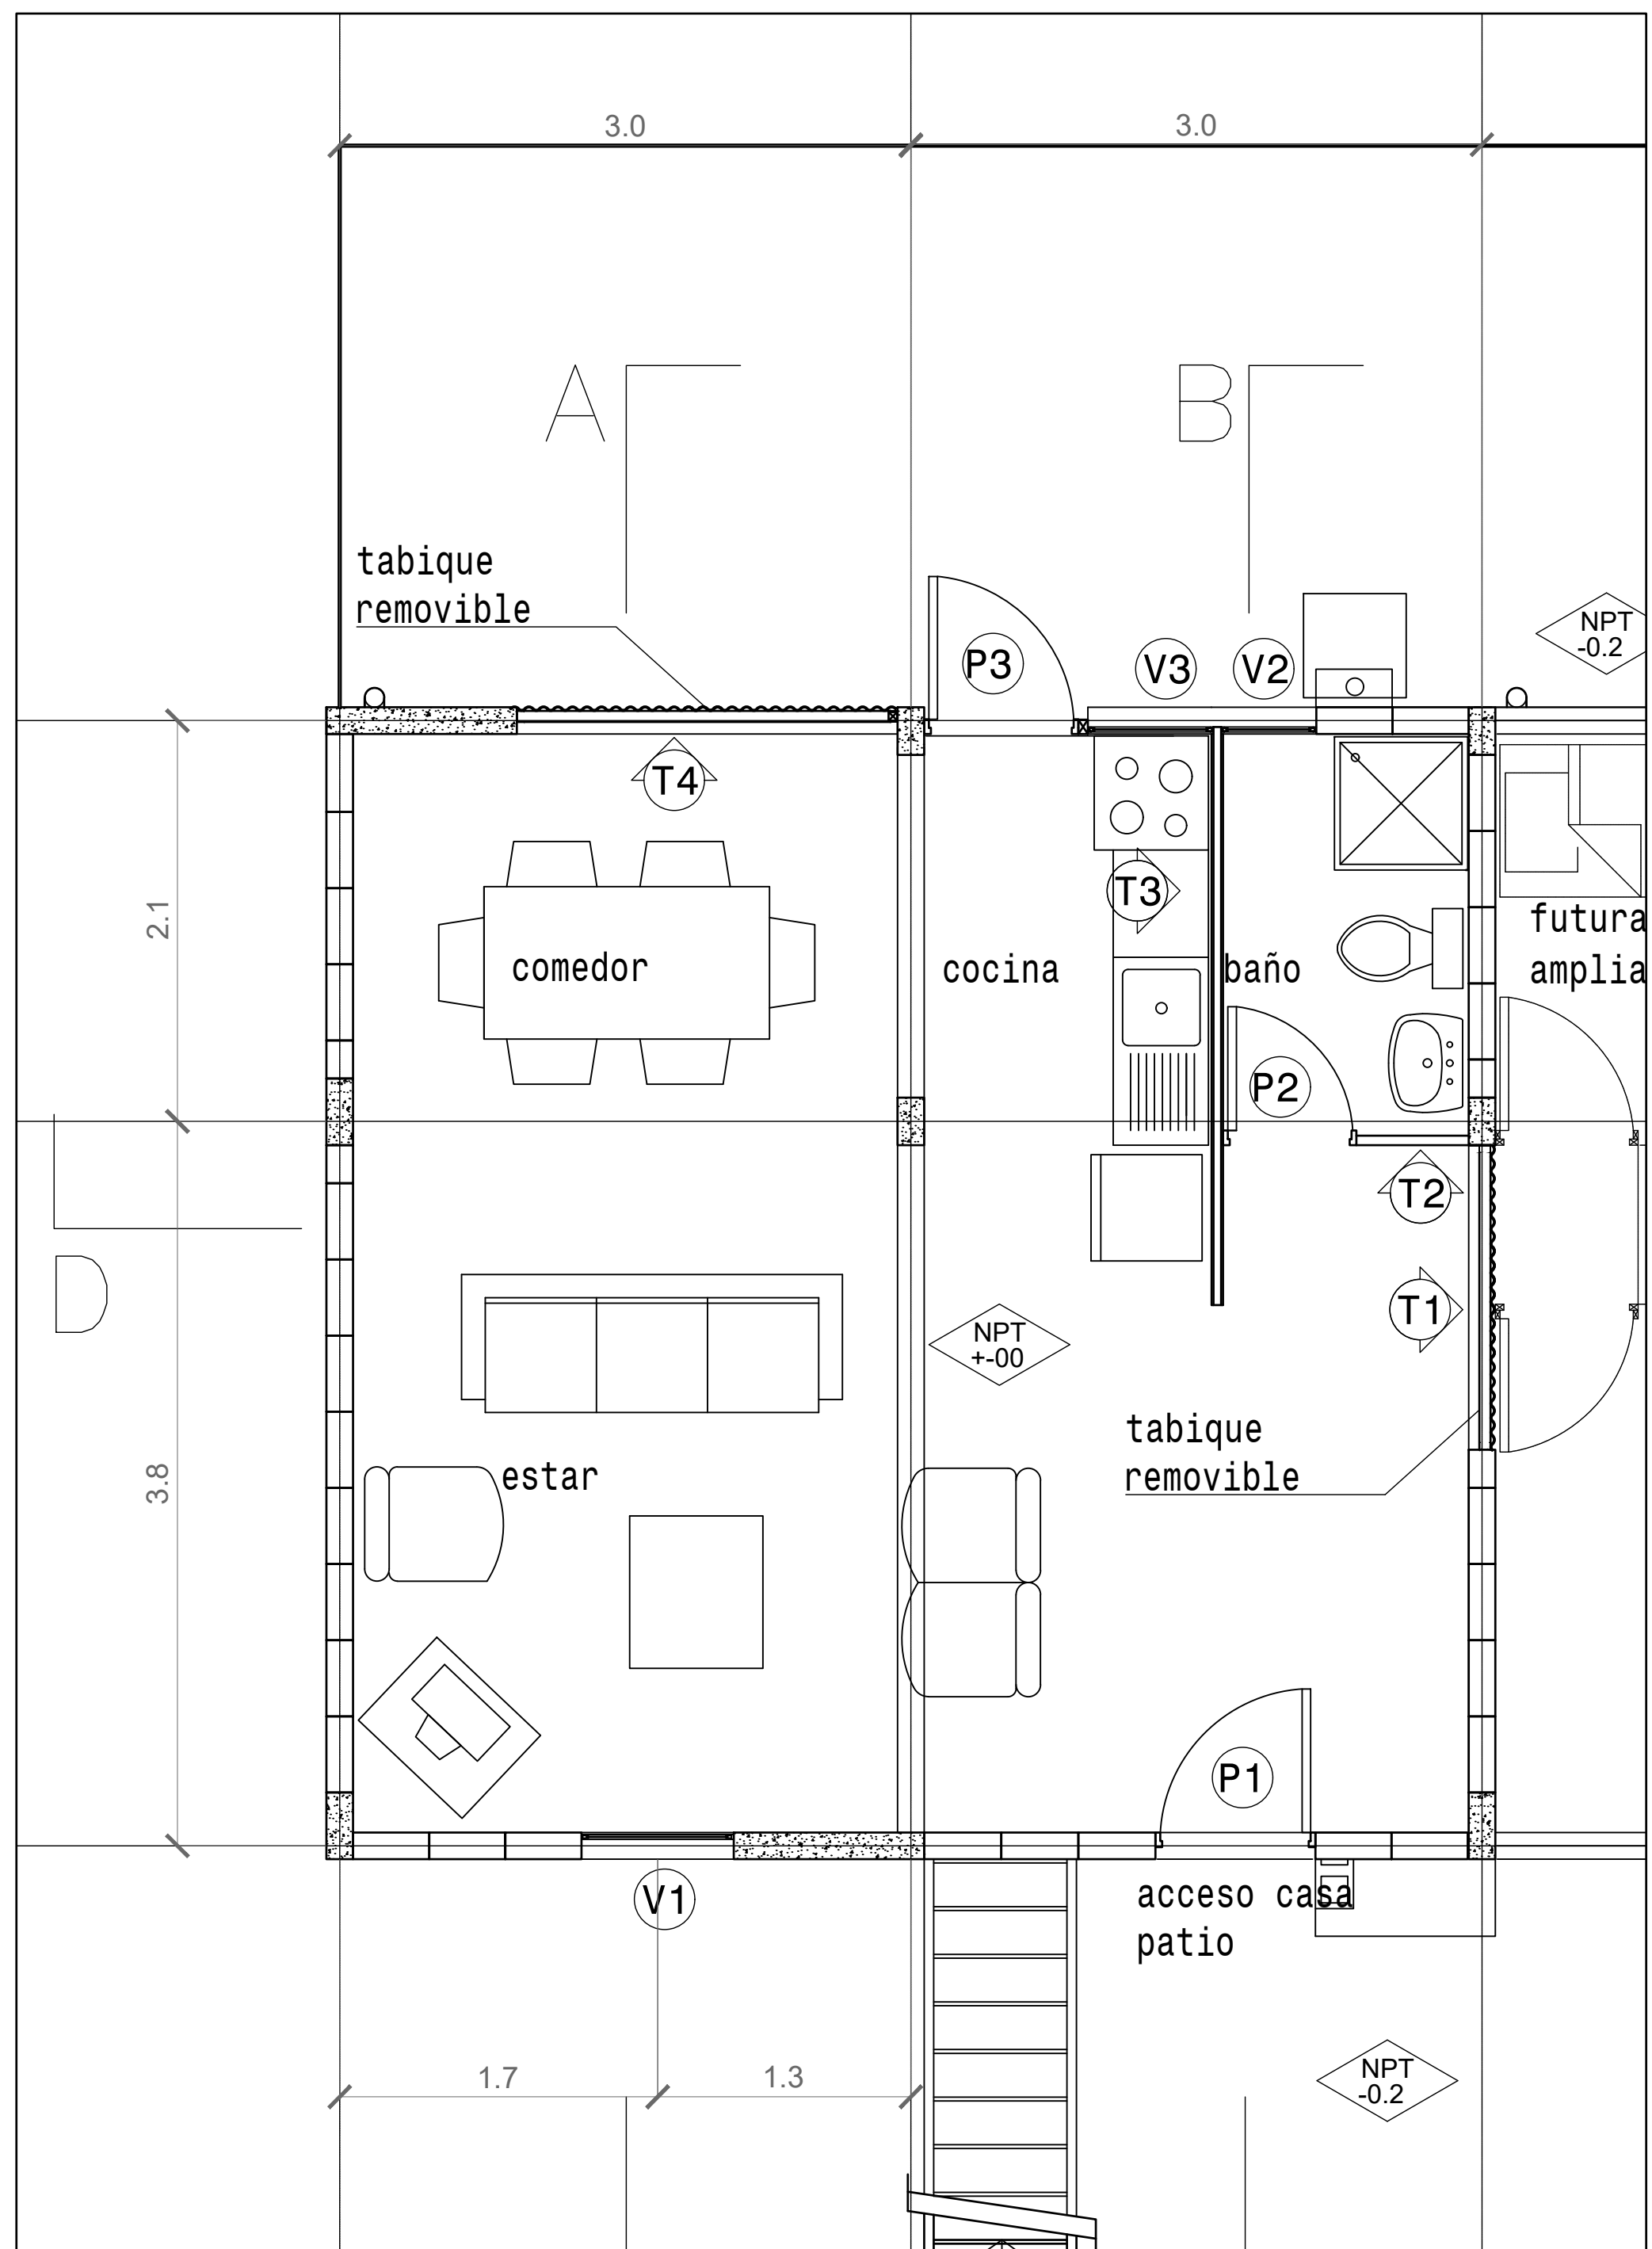 3.0
3.0
A
B
tabique
removible
NPT
-0.2
P3
V3
V2
T4
T3
2.1
comedor
cocina
baño
futura
amplia
P2
T2
D
T1
NPT
+-00
tabique
removible
estar
3.8
P1
V1
acceso casa
patio
1.7
1.3
NPT
-0.2